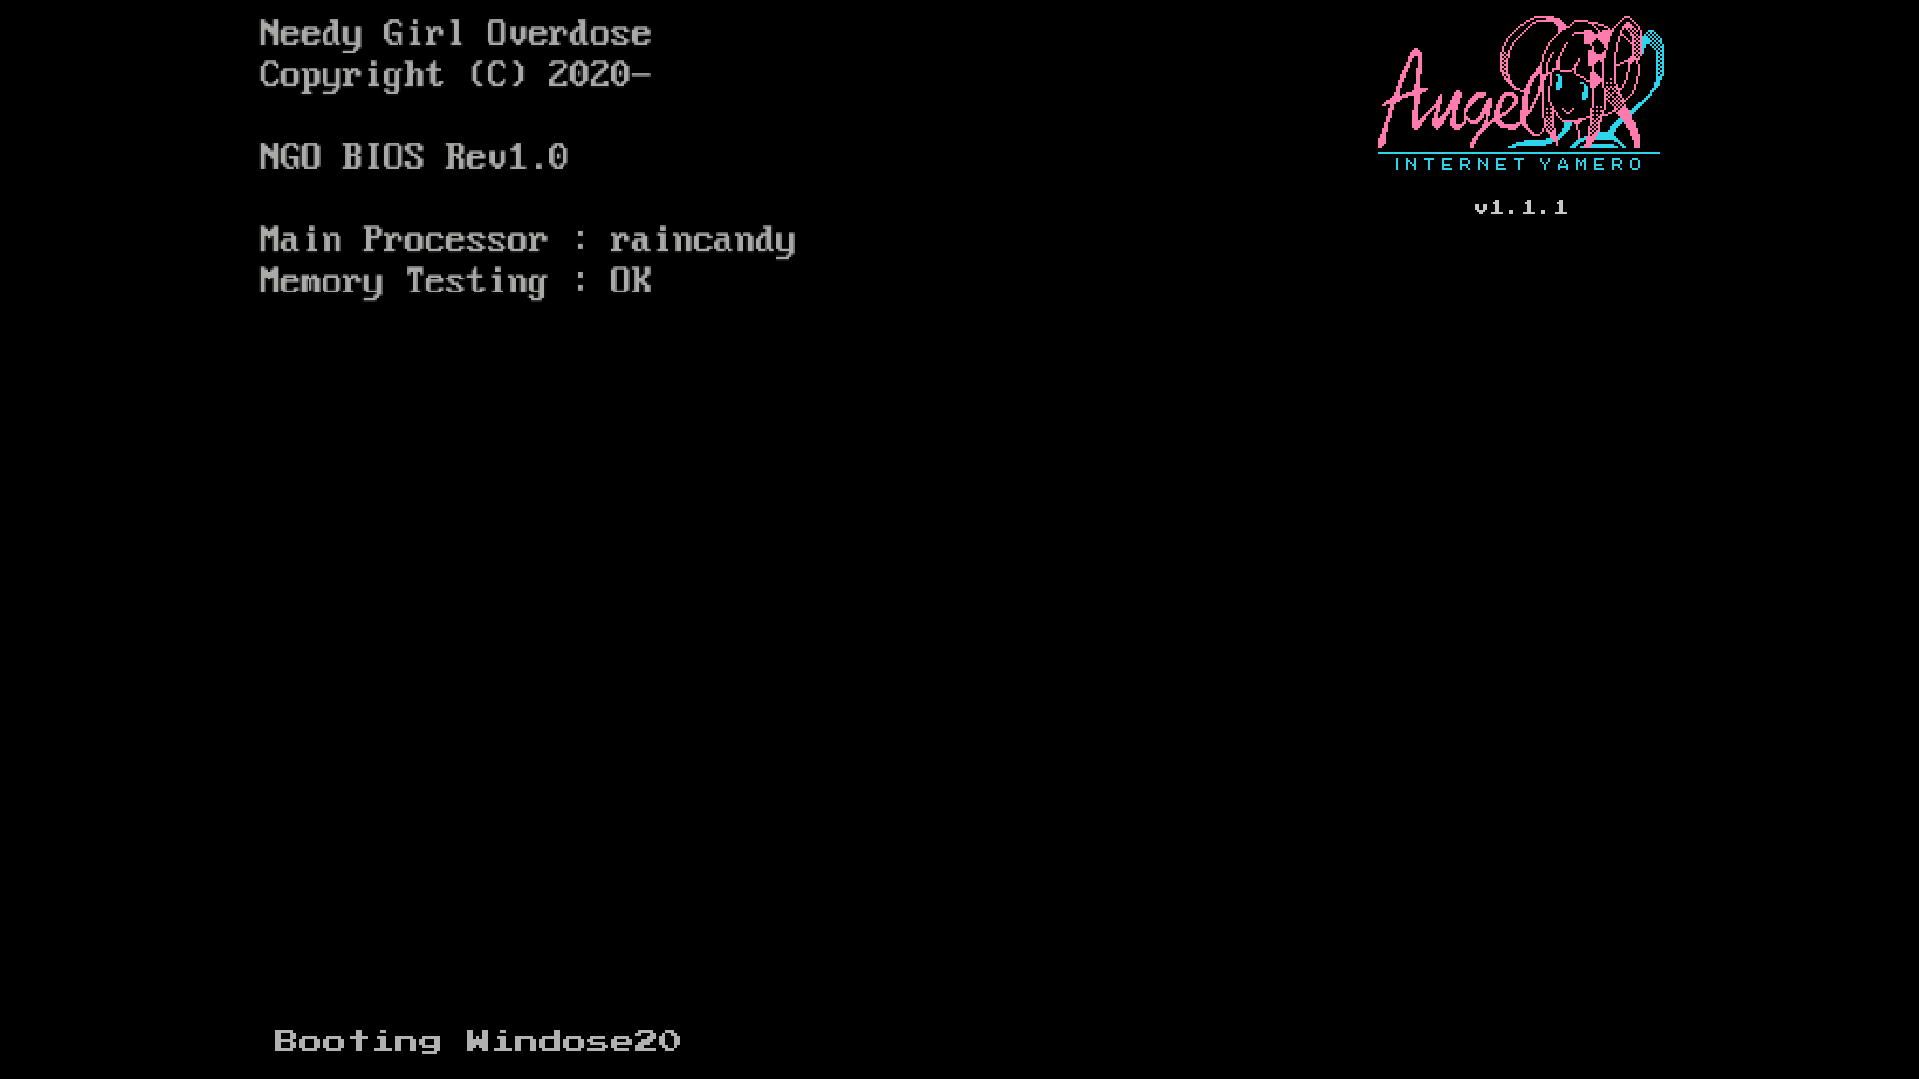 Needy Girl Overdose
Copyright (C) 2020-
NGO BIOS Rev1.0
Main Processor : raincandy
Memory Testing : OK
Angel
INTERNET YAMERO
v1.1.1
Booting Windose20